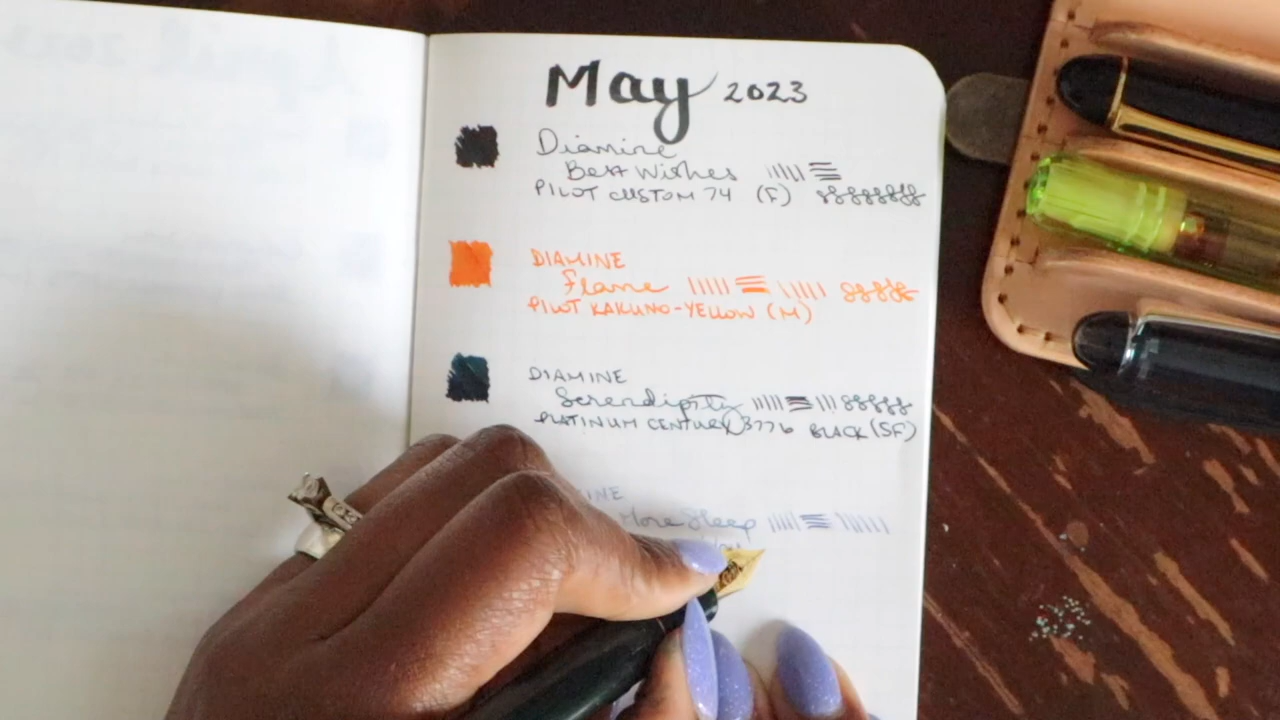 May 2023
Diamine
Best Wishes
PILOT CUSTOM 74 (F)
DIAMINE
Flame
PILOT KAKUNO-YELLOW (M)
DIAMINE
Serendipity
PLATINUM CENTURY 3776 BLACK (SF)
INE
More Sleep